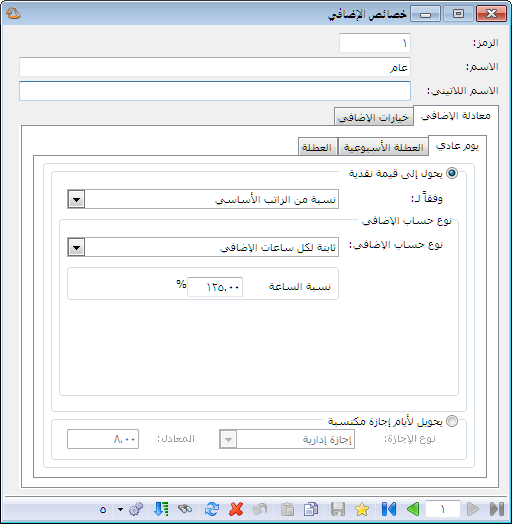 خصائص الإضافي
الرمز: ١
الاسم: عام
الاسم اللاتيني:
معادلة الإضافي خيارات الإضافي
يوم عادي العطلة الأسبوعية العطلة
يحول إلى قيمة نقدية
وفقاً لـ: نسبة من الراتب الأساسي
نوع حساب الإضافي
نوع حساب الإضافي: ثابتة لكل ساعات الإضافي
نسبة الساعة ١٢٥.٠٠ %
يحويل لأيام إجازة مكتسبة
نوع الإجازة: إجازة إدارية المعادل: ٨.٠٠
١ ٥